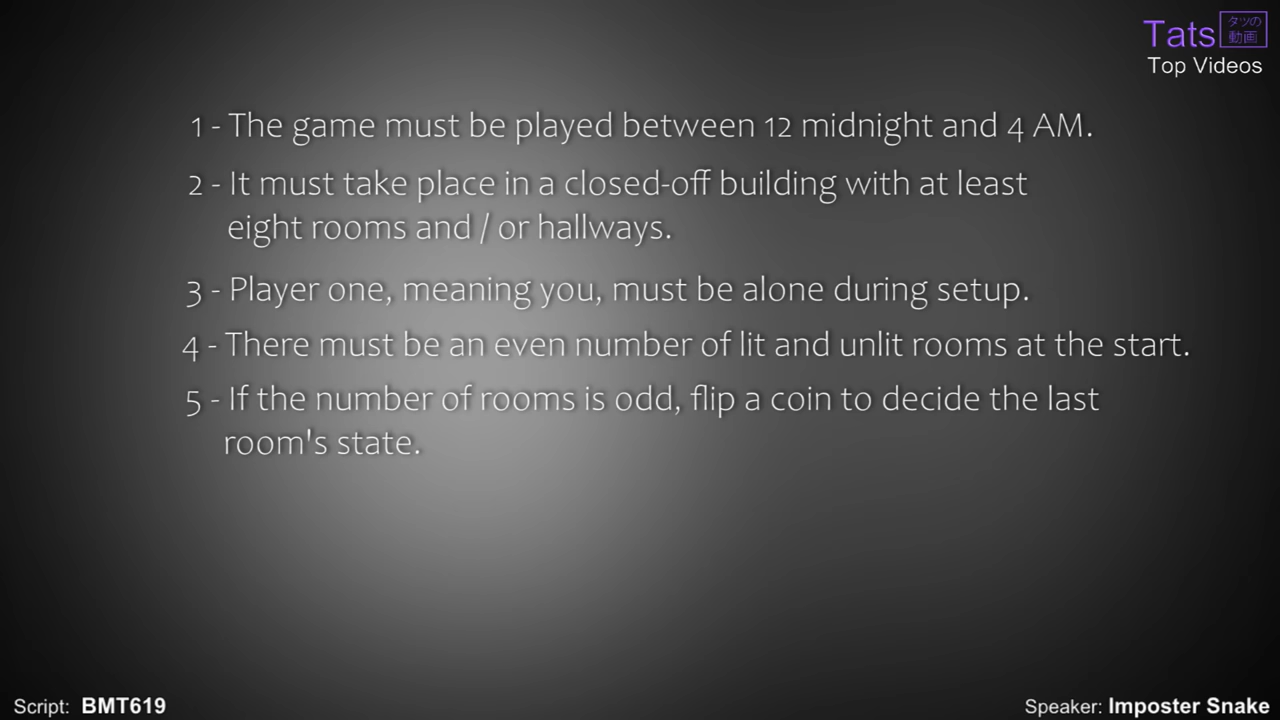 Tats タツの
動画
Top Videos
1 - The game must be played between 12 midnight and 4 AM.
2 - It must take place in a closed-off building with at least
eight rooms and / or hallways.
3 - Player one, meaning you, must be alone during setup.
4 - There must be an even number of lit and unlit rooms at the start.
5 - If the number of rooms is odd, flip a coin to decide the last
room's state.
Script: BMT619
Speaker: Imposter Snake